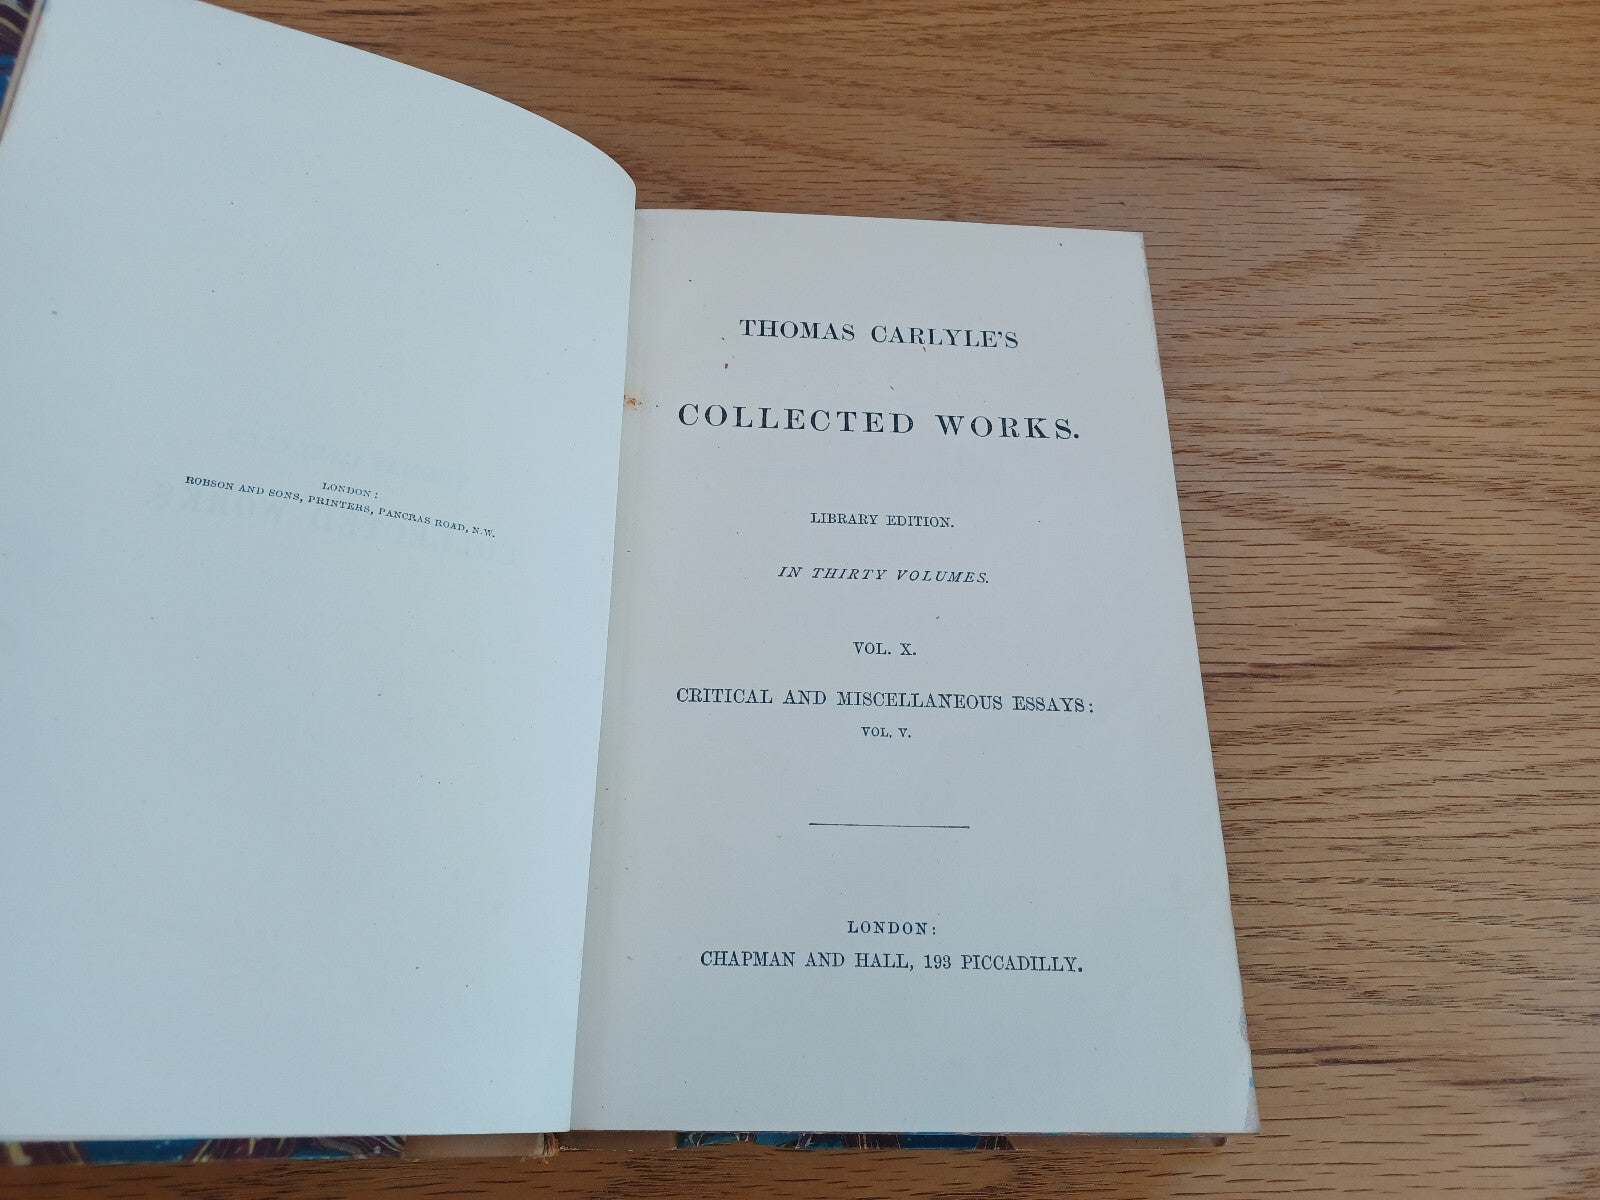 LONDON:
ROBSON AND SONS, PRINTERS, PANCRAS ROAD, N.W.
THOMAS CARLYLE'S
COLLECTED WORKS.
LIBRARY EDITION.
IN THIRTY VOLUMES.
VOL. X.
CRITICAL AND MISCELLANEOUS ESSAYS:
VOL. V.
LONDON:
CHAPMAN AND HALL, 193 PICCADILLY.